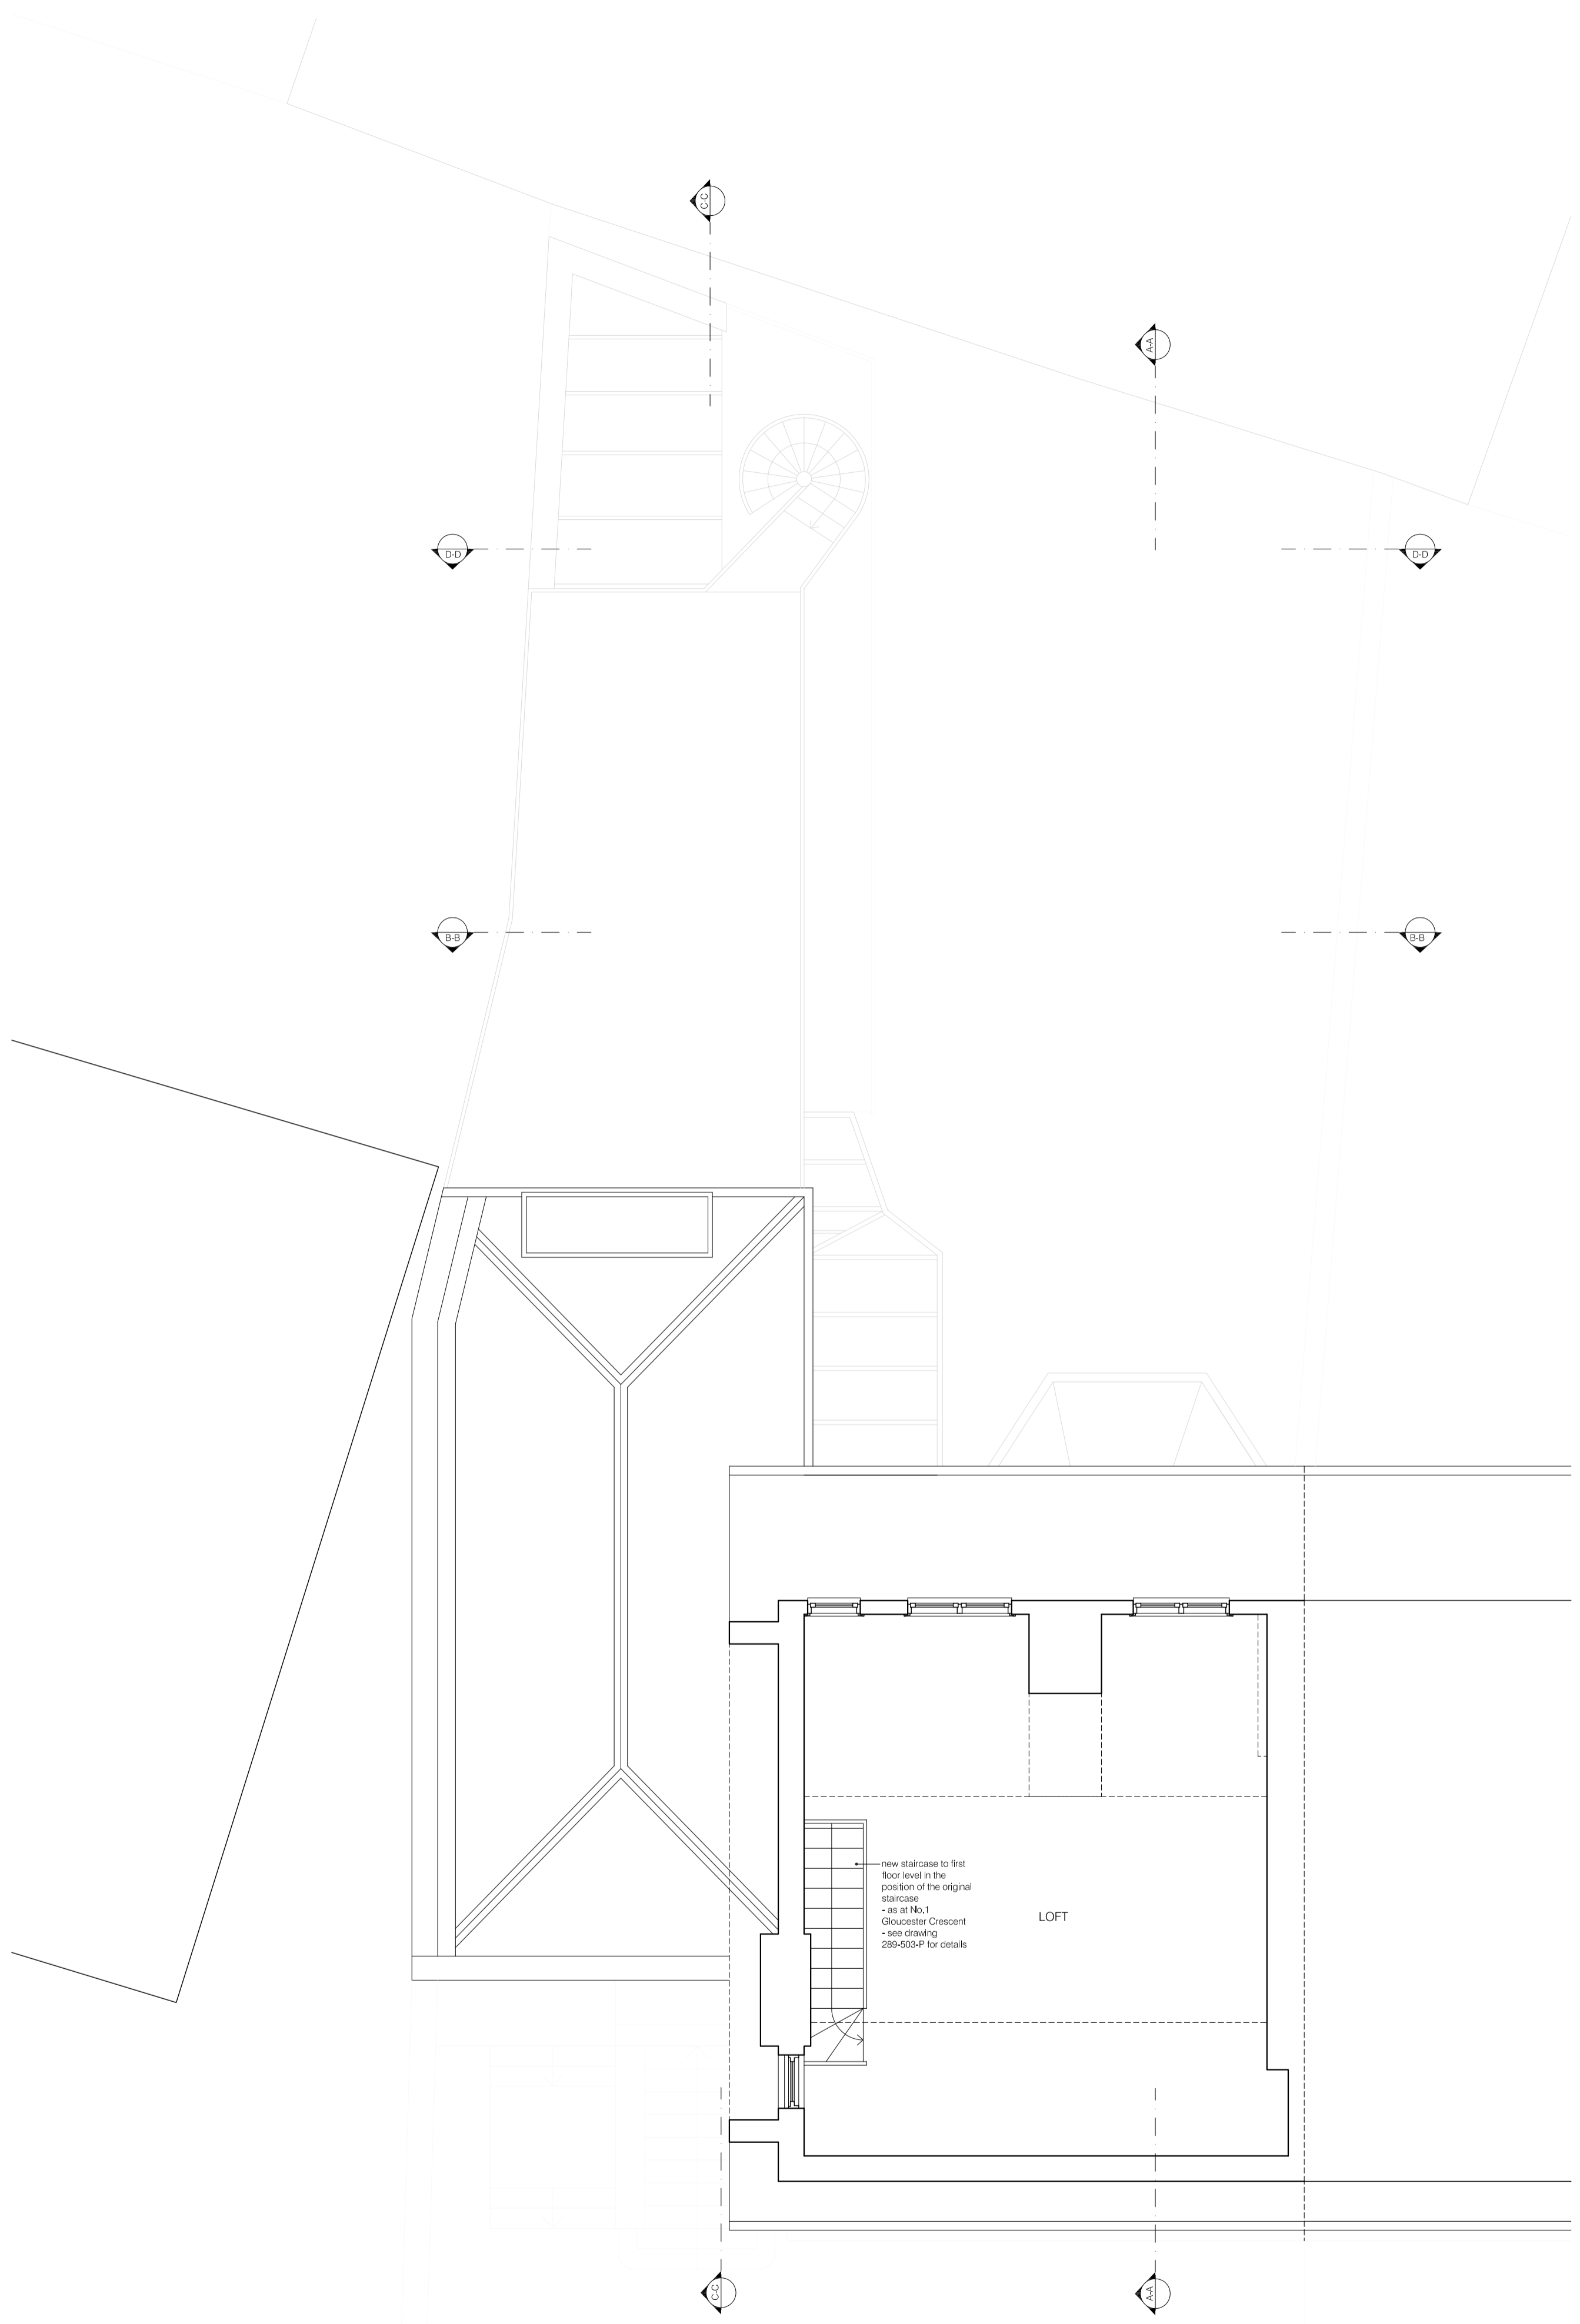 C-C
A-A
D-D
D-D
B-B
B-B
new staircase to first
floor level in the
position of the original
staircase
- as at No.1
Gloucester Crescent
- see drawing
289-503-P for details
LOFT
C-C
A-A